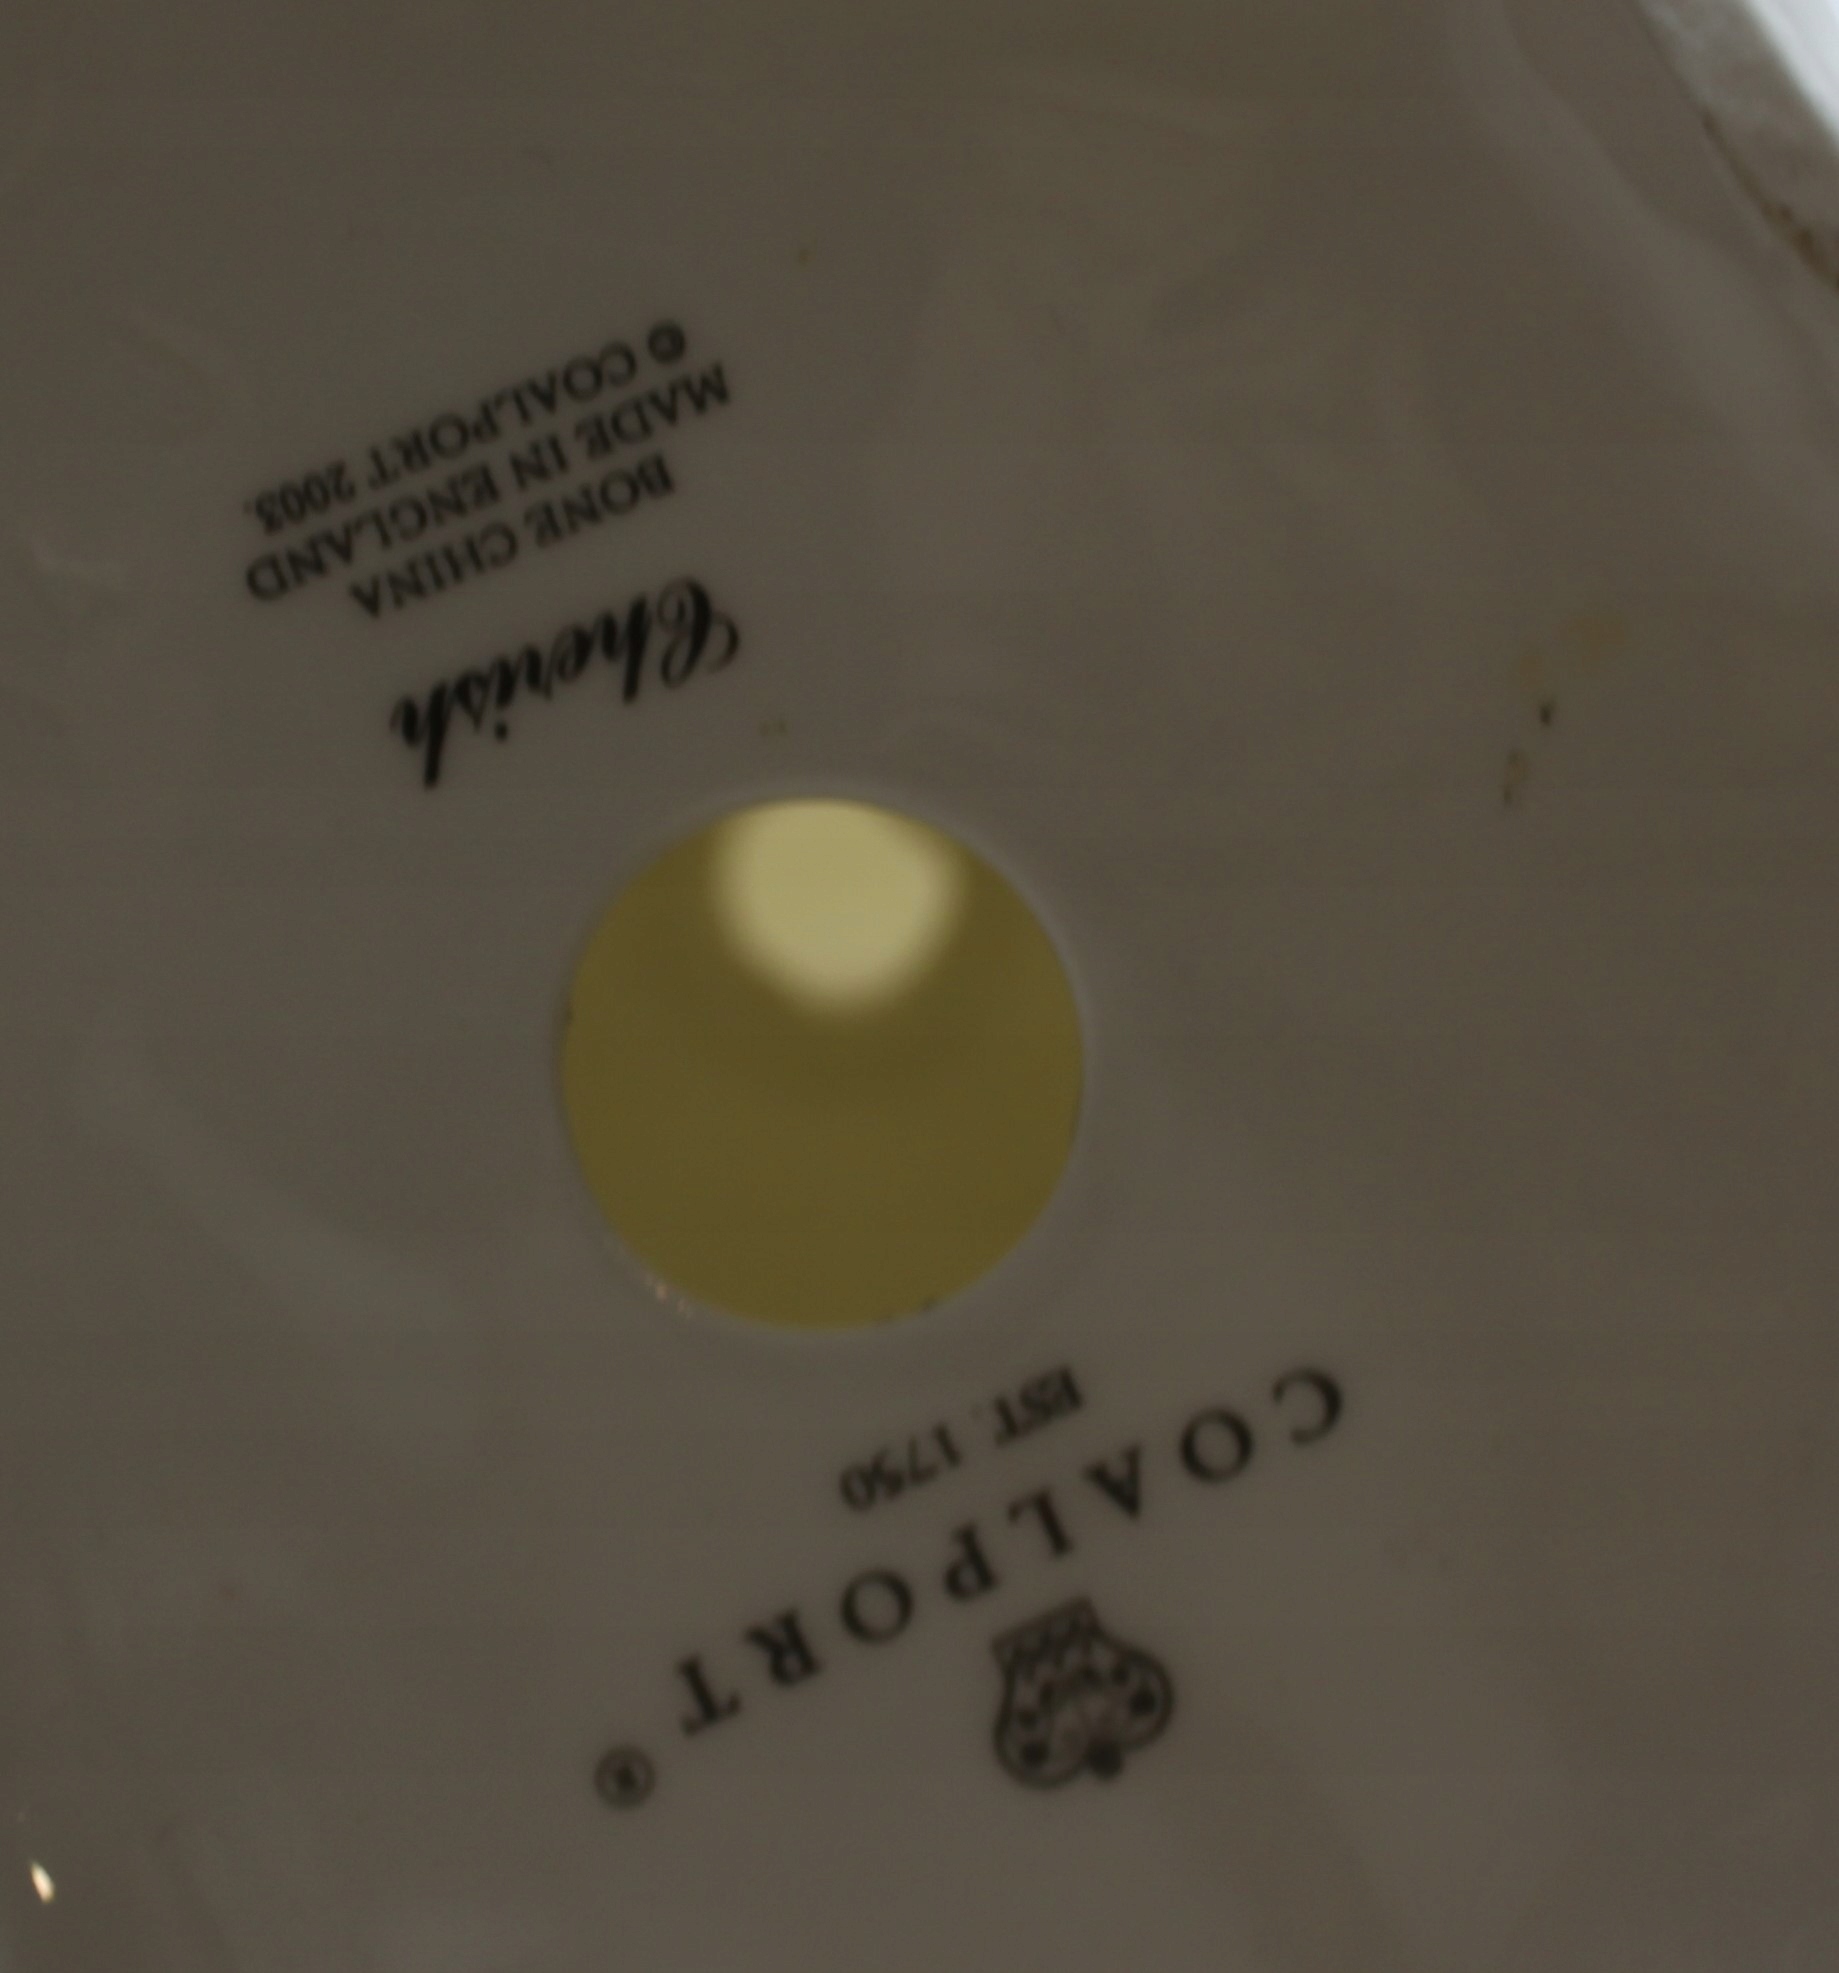 COALPORT ®
EST. 1750
Cherish
BONE CHINA
MADE IN ENGLAND
© COALPORT 2003.